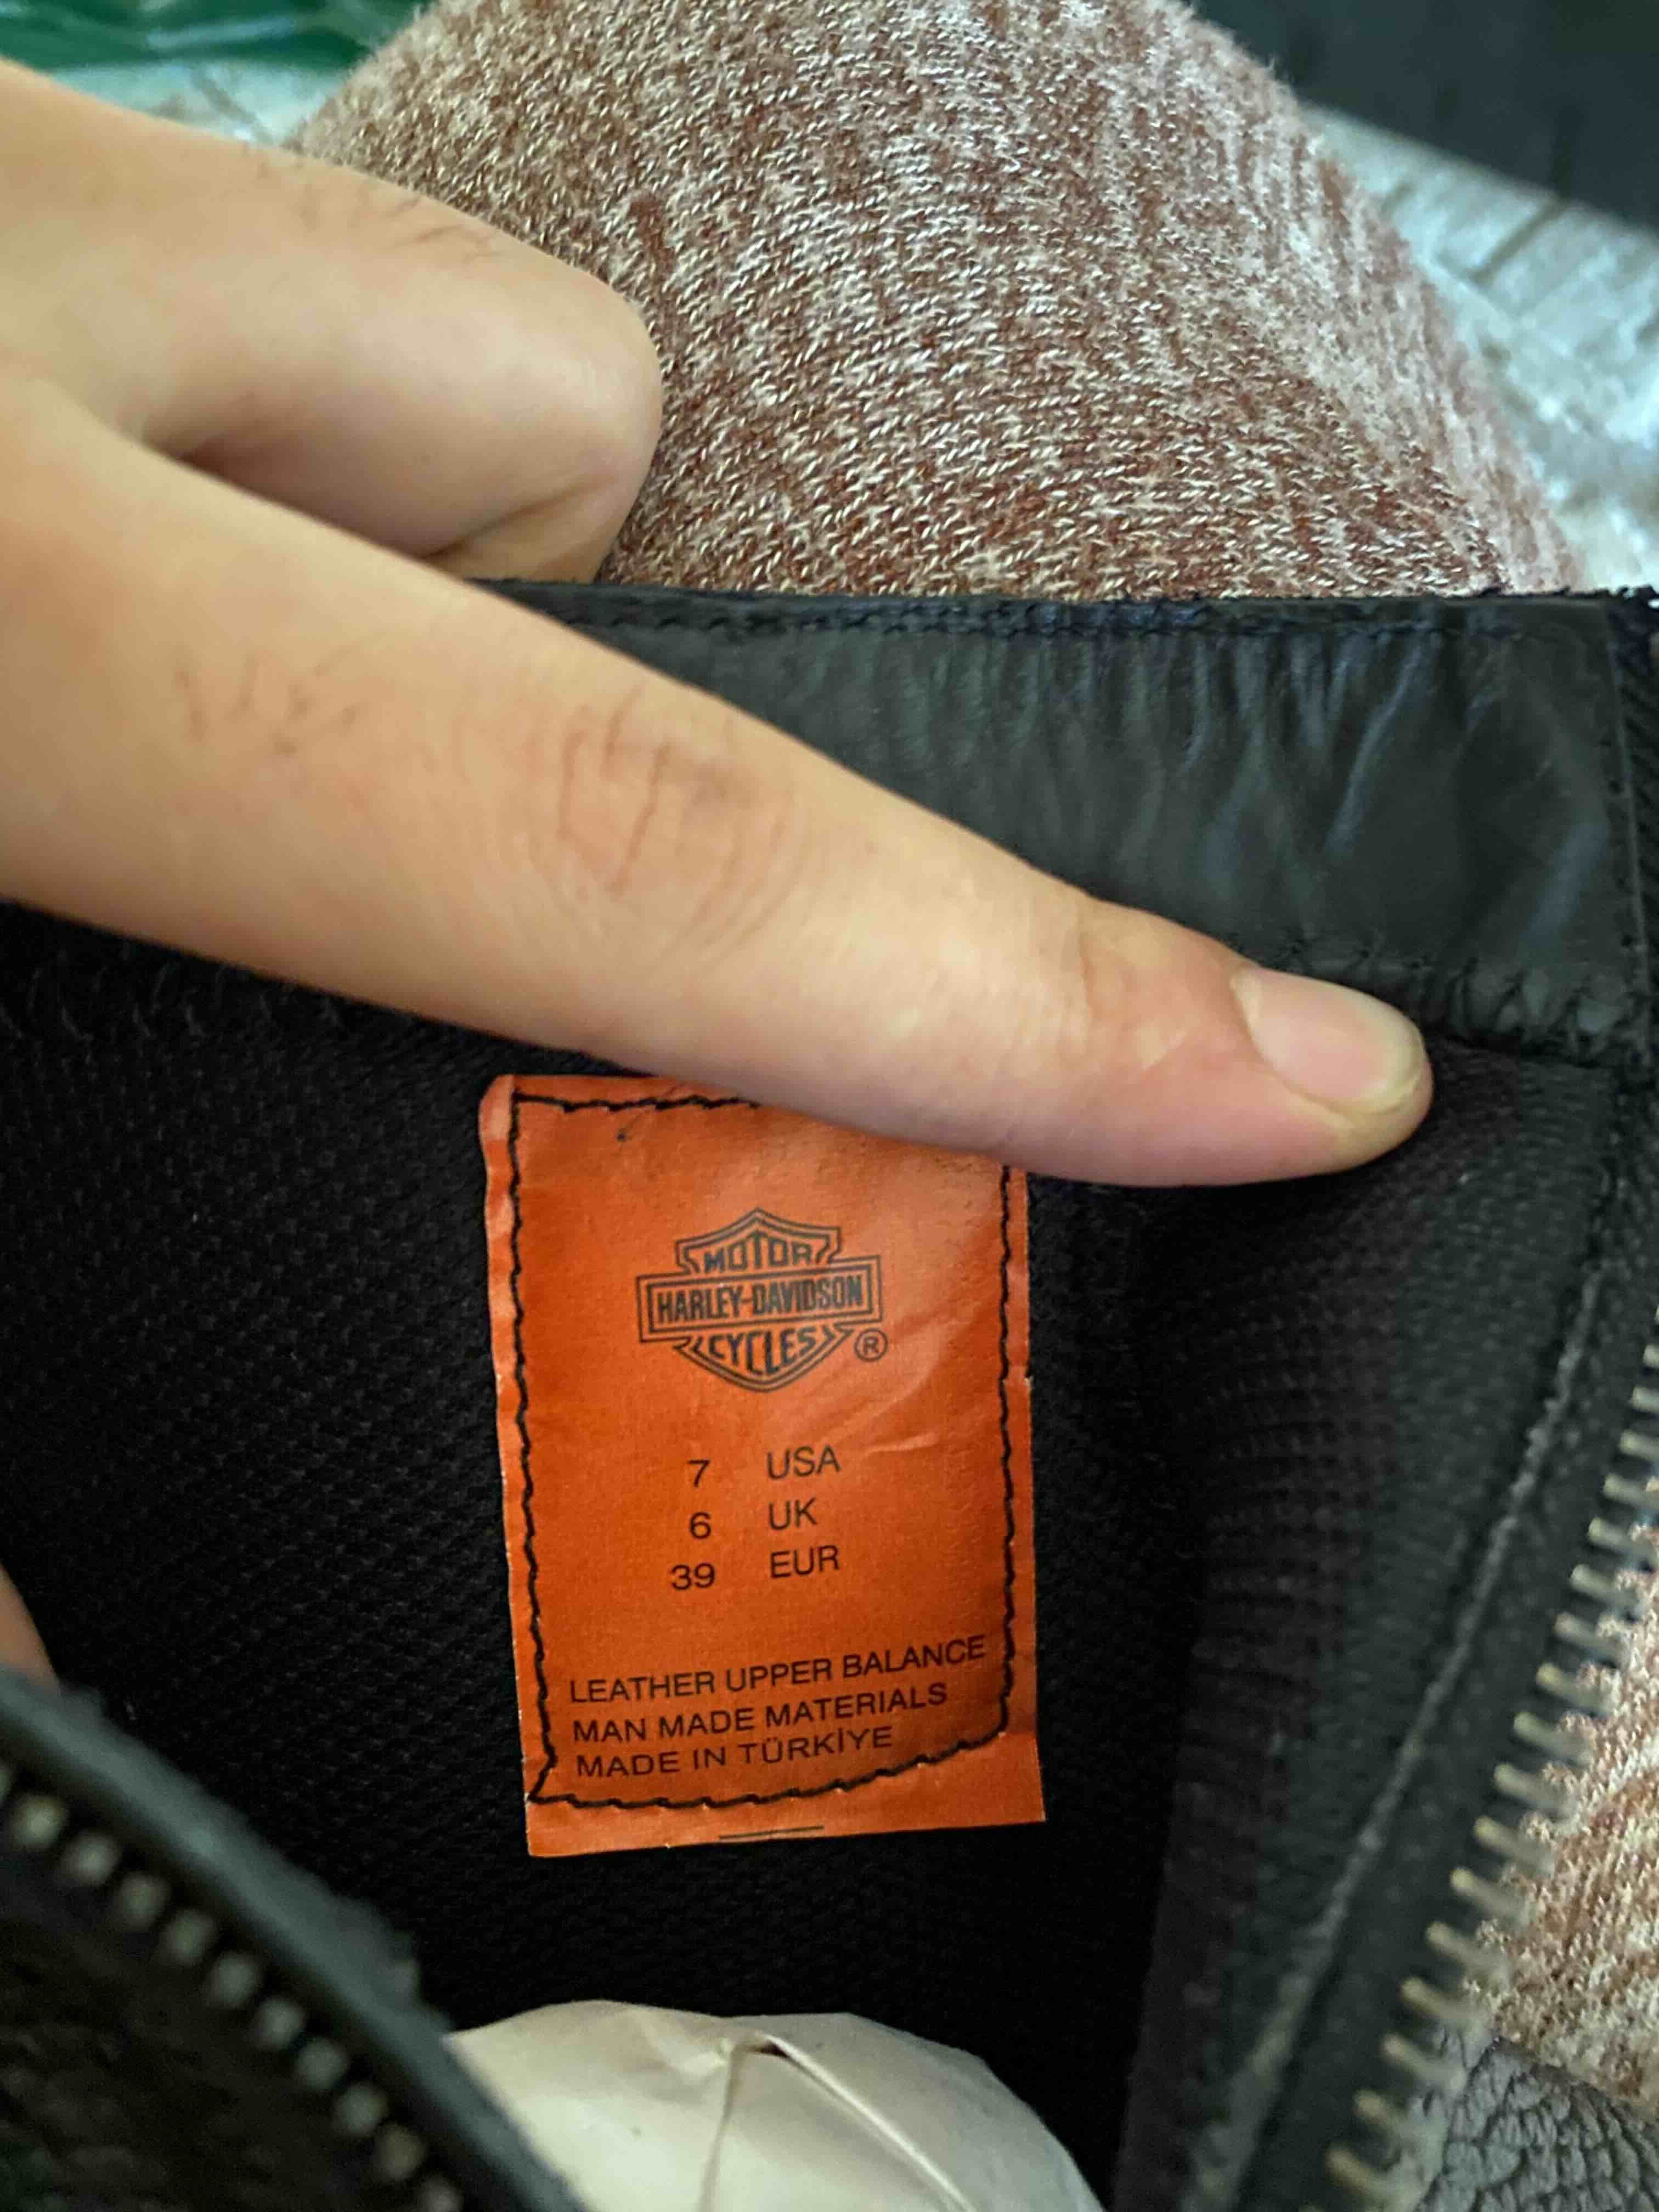 MOTOR
HARLEY-DAVIDSON
CYCLES ®
7 USA
6 UK
39 EUR
LEATHER UPPER BALANCE
MAN MADE MATERIALS
MADE IN TÜRKİYE